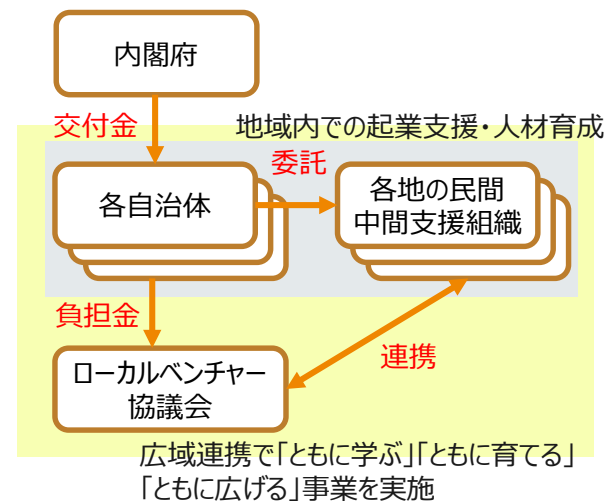 内閣府
交付金
地域内での起業支援・人材育成
委託
各自治体
各地の民間
中間支援組織
負担金
連携
ローカルベンチャー
協議会
広域連携で「ともに学ぶ」「ともに育てる」
「ともに広げる」事業を実施